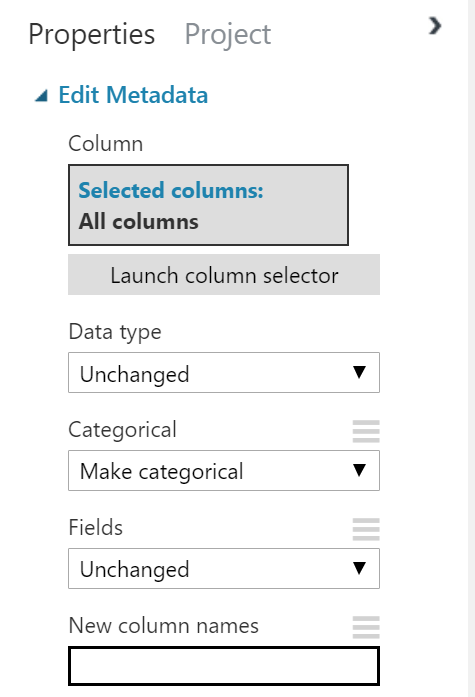 Properties Project
Edit Metadata
Column
Selected columns:
All columns
Launch column selector
Data type
Unchanged
Categorical
Make categorical
Fields
Unchanged
New column names